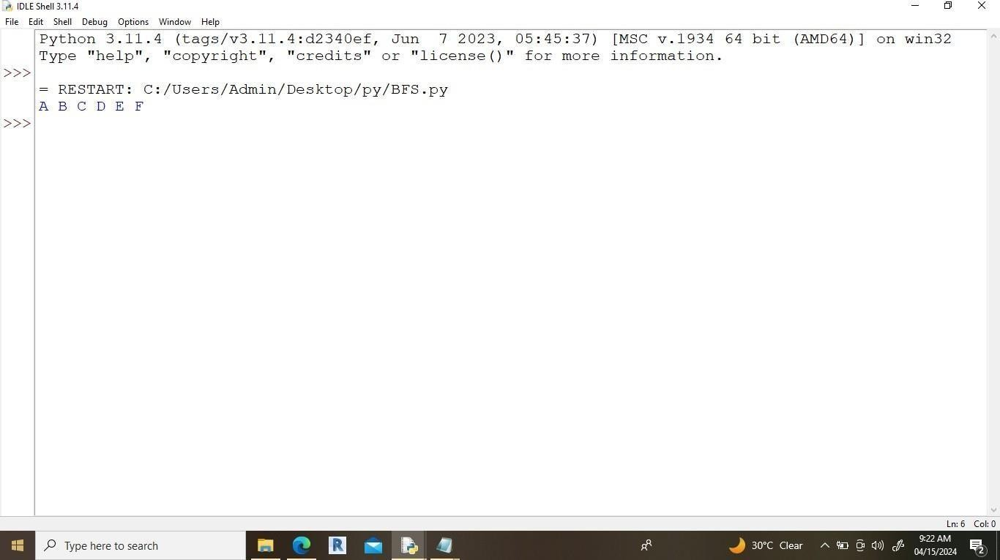 IDLE Shell 3.11.4
File Edit Shell Debug Options Window Help
Python 3.11.4 (tags/v3.11.4:d2340ef, Jun  7 2023, 05:45:37) [MSC v.1934 64 bit (AMD64)] on win32
Type "help", "copyright", "credits" or "license()" for more information.
>>>
= RESTART: C:/Users/Admin/Desktop/py/BFS.py
A B C D E F
>>>
Ln: 6 Col: 0
Type here to search
R
30°C Clear
9:22 AM
04/15/2024
2